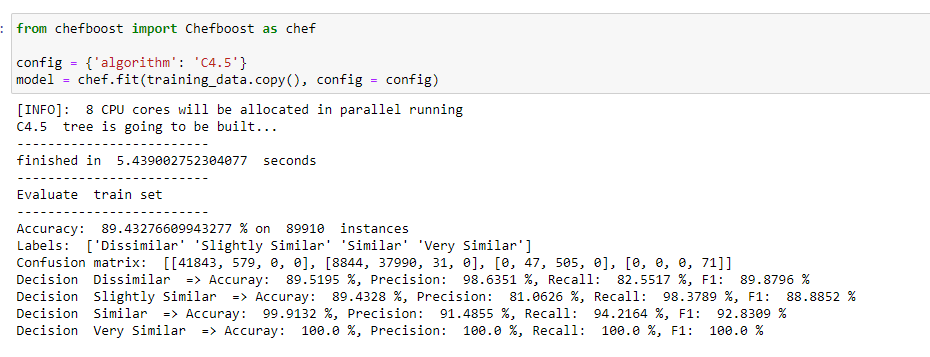 : from chefboost import Chefboost as chef
config = {'algorithm': 'C4.5'}
model = chef.fit(training_data.copy(), config = config)
[INFO]:  8 CPU cores will be allocated in parallel running
C4.5  tree is going to be built...
-------------------------
finished in  5.439002752304077  seconds
-------------------------
Evaluate  train set
-------------------------
Accuracy:  89.43276609943277 % on  89910  instances
Labels:  ['Dissimilar' 'Slightly Similar' 'Similar' 'Very Similar']
Confusion matrix:  [[41843, 579, 0, 0], [8844, 37990, 31, 0], [0, 47, 505, 0], [0, 0, 0, 71]]
Decision  Dissimilar  => Accuray:  89.5195 %, Precision:  98.6351 %, Recall:  82.5517 %, F1:  89.8796 %
Decision  Slightly Similar  => Accuray:  89.4328 %, Precision:  81.0626 %, Recall:  98.3789 %, F1:  88.8852 %
Decision  Similar  => Accuray:  99.9132 %, Precision:  91.4855 %, Recall:  94.2164 %, F1:  92.8309 %
Decision  Very Similar  => Accuray:  100.0 %, Precision:  100.0 %, Recall:  100.0 %, F1:  100.0 %